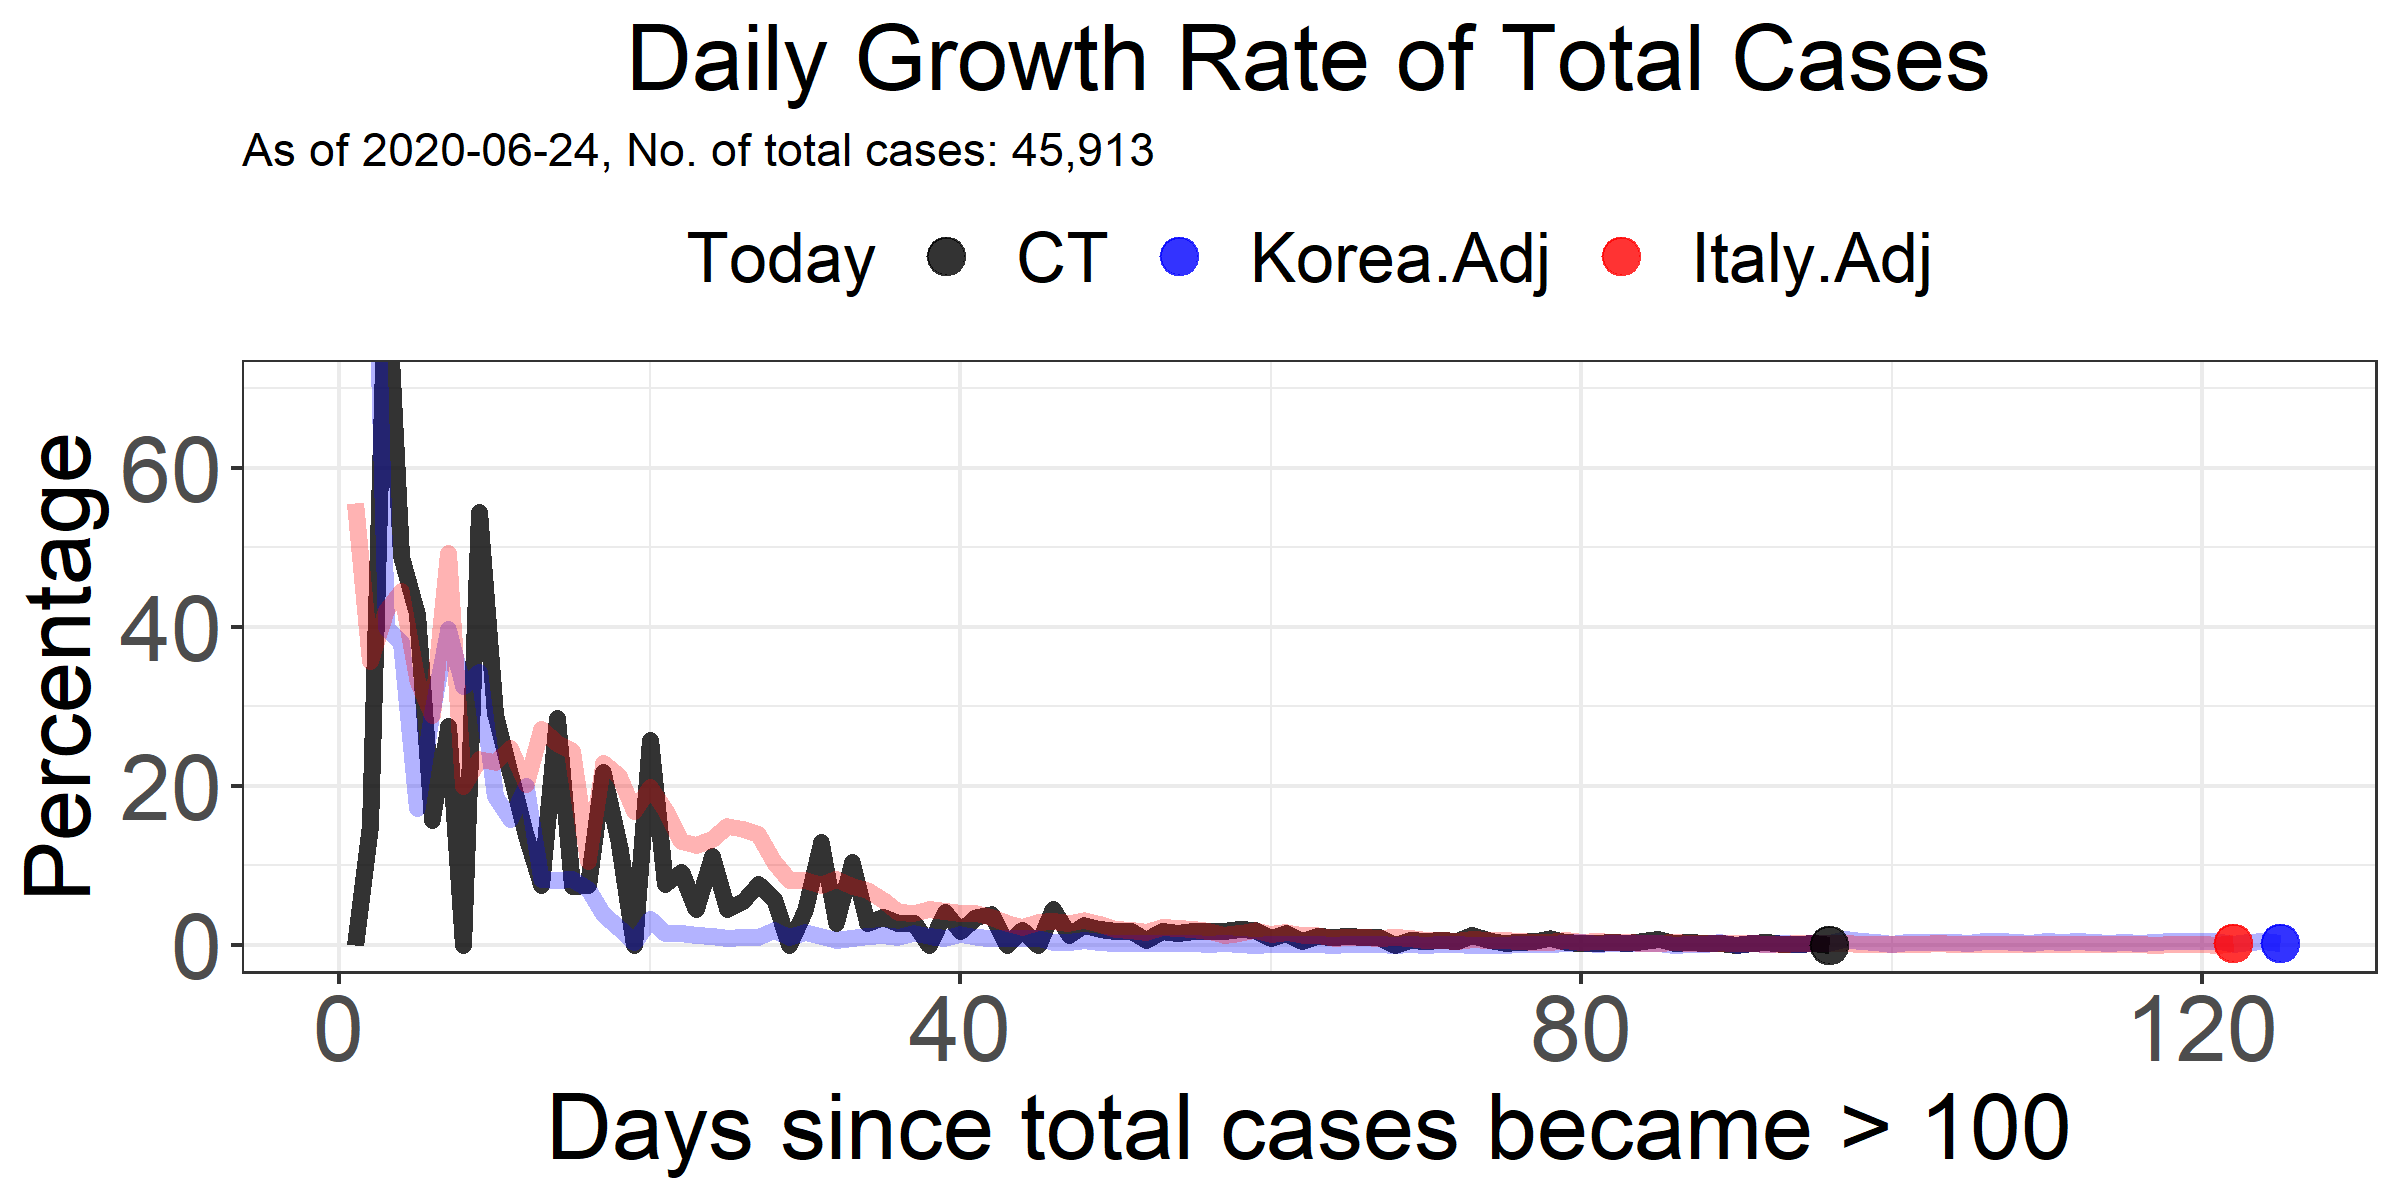 Daily Growth Rate of Total Cases
As of 2020-06-24, No. of total cases: 45,913
Today CT Korea.Adj Italy.Adj
Percentage
60
40
20
0
0 40 80 120
Days since total cases became > 100